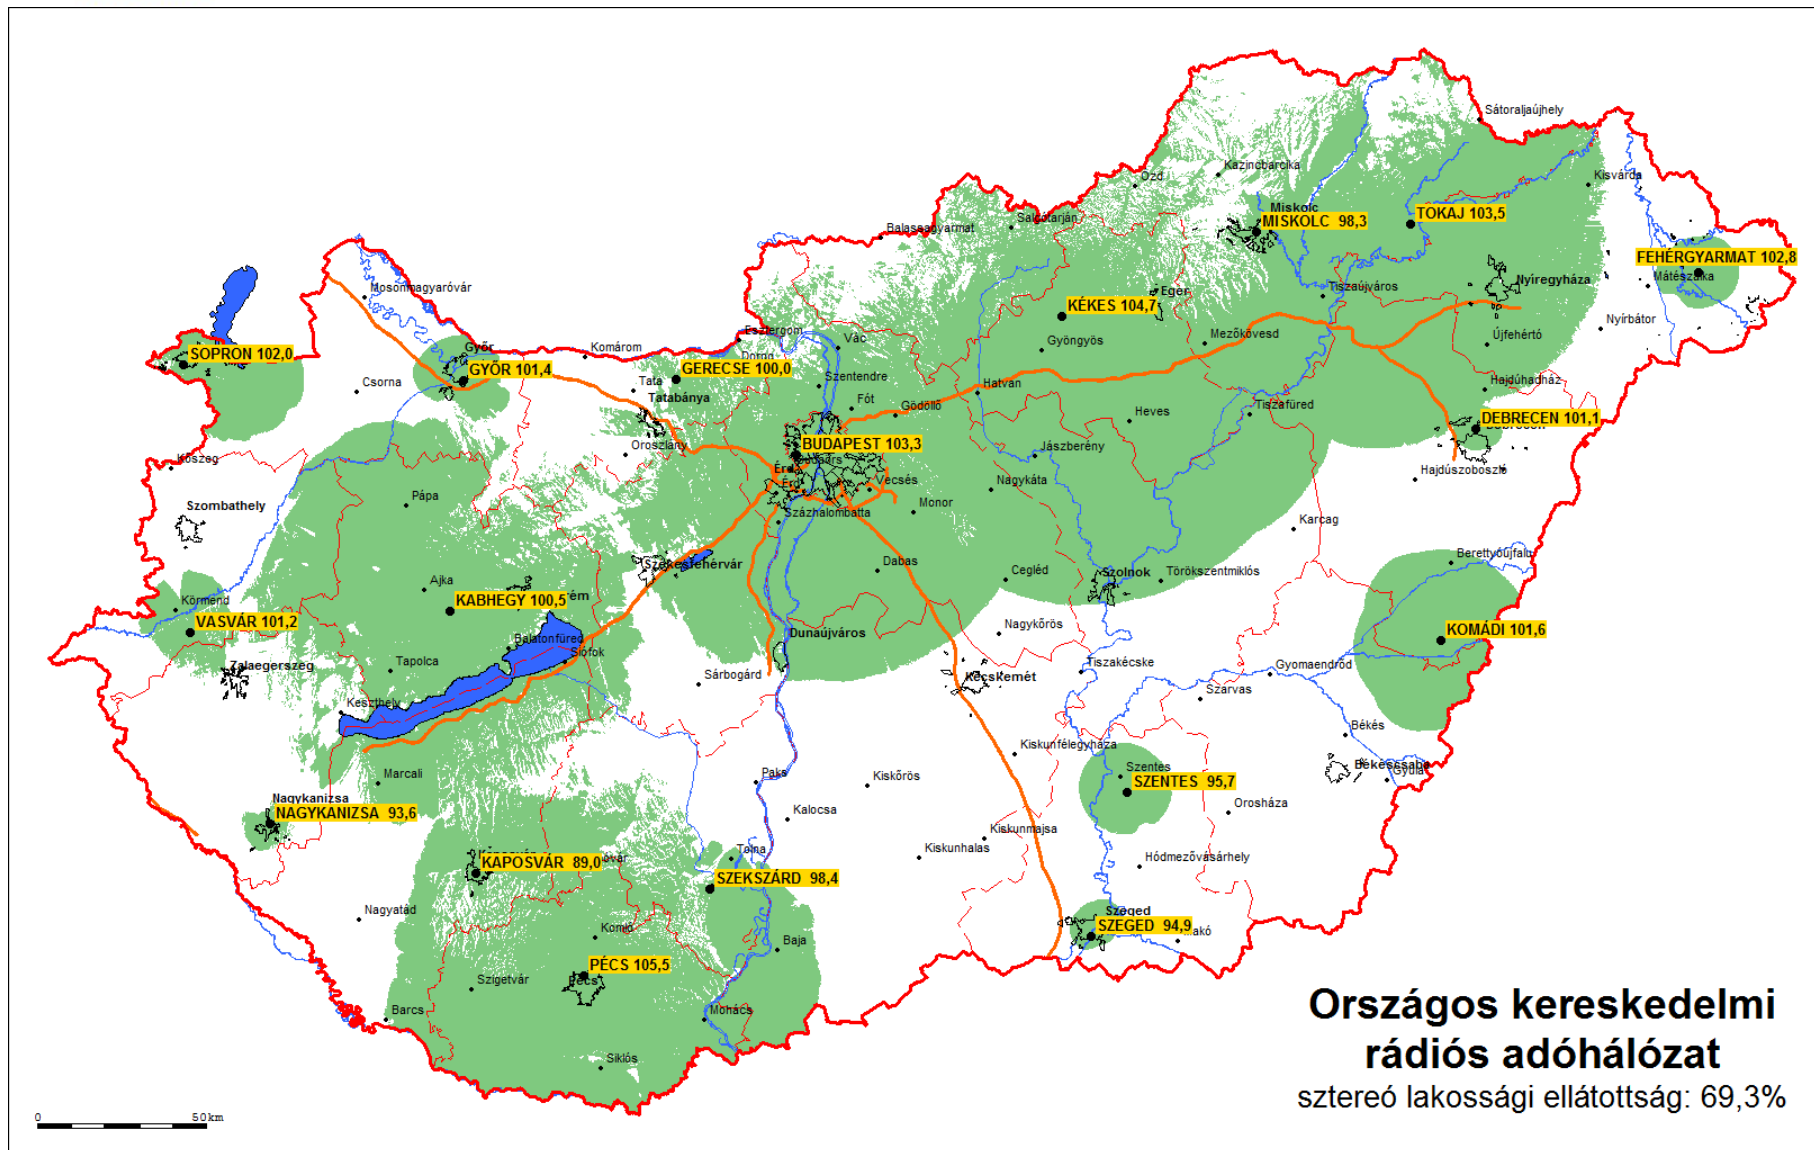 Sátoraljaújhely
Kazincbarcika
Ózd
Kisvárda
Miskolc
MISKOLC 98,3
TOKAJ 103,5
Salgótarján
Balassagyarmat
FEHÉRGYARMAT 102,8
Mátészalka
Nyíregyháza
Mosonmagyaróvár
Eger
KÉKES 104,7
Tiszaújváros
Nyírbátor
Esztergom
Vác
Mezőkövesd
Újfehértó
Győr
Komárom
Dorog
Gyöngyös
SOPRON 102,0
GYŐR 101,4
GERECSE 100,0
Szentendre
Csorna
Tata
Tatabánya
Hatvan
Hajdúhadház
Fót
Gödöllő
Heves
Tiszafüred
DEBRECEN 101,1
Oroszlány
BUDAPEST 103,3
Jászberény
Kőszeg
Érd
Érd
Hajdúszoboszló
Pápa
Vecsés
Nagykáta
Szombathely
Monor
Százhalombatta
Karcag
Székesfehérvár
Dabas
Cegléd
Szolnok
Törökszentmiklós
Berettyóújfalu
Ajka
Körmend
KABHEGY 100,5
VASVÁR 101,2
Balatonfüred
Siófok
Dunaújváros
Nagykőrös
KOMÁDI 101,6
Zalaegerszeg
Tapolca
Sárbogárd
Kecskemét
Tiszakécske
Gyomaendrőd
Szarvas
Keszthely
Békés
Kiskunfélegyháza
Békéscsaba
Gyula
Marcali
Paks
Kiskőrös
Szentes
SZENTES 95,7
Nagykanizsa
NAGYKANIZSA 93,6
Kalocsa
Orosháza
Kiskunmajsa
Tolna
Kiskunhalas
Hódmezővásárhely
KAPOSVÁR 89,0
SZEKSZÁRD 98,4
Nagyatád
Szeged
SZEGED 94,9
Makó
Komló
Baja
PÉCS 105,5
Pécs
Szigetvár
Barcs
Mohács
Siklós
Országos kereskedelmi
rádiós adóhálózat
sztereó lakossági ellátottság: 69,3%
0 50km